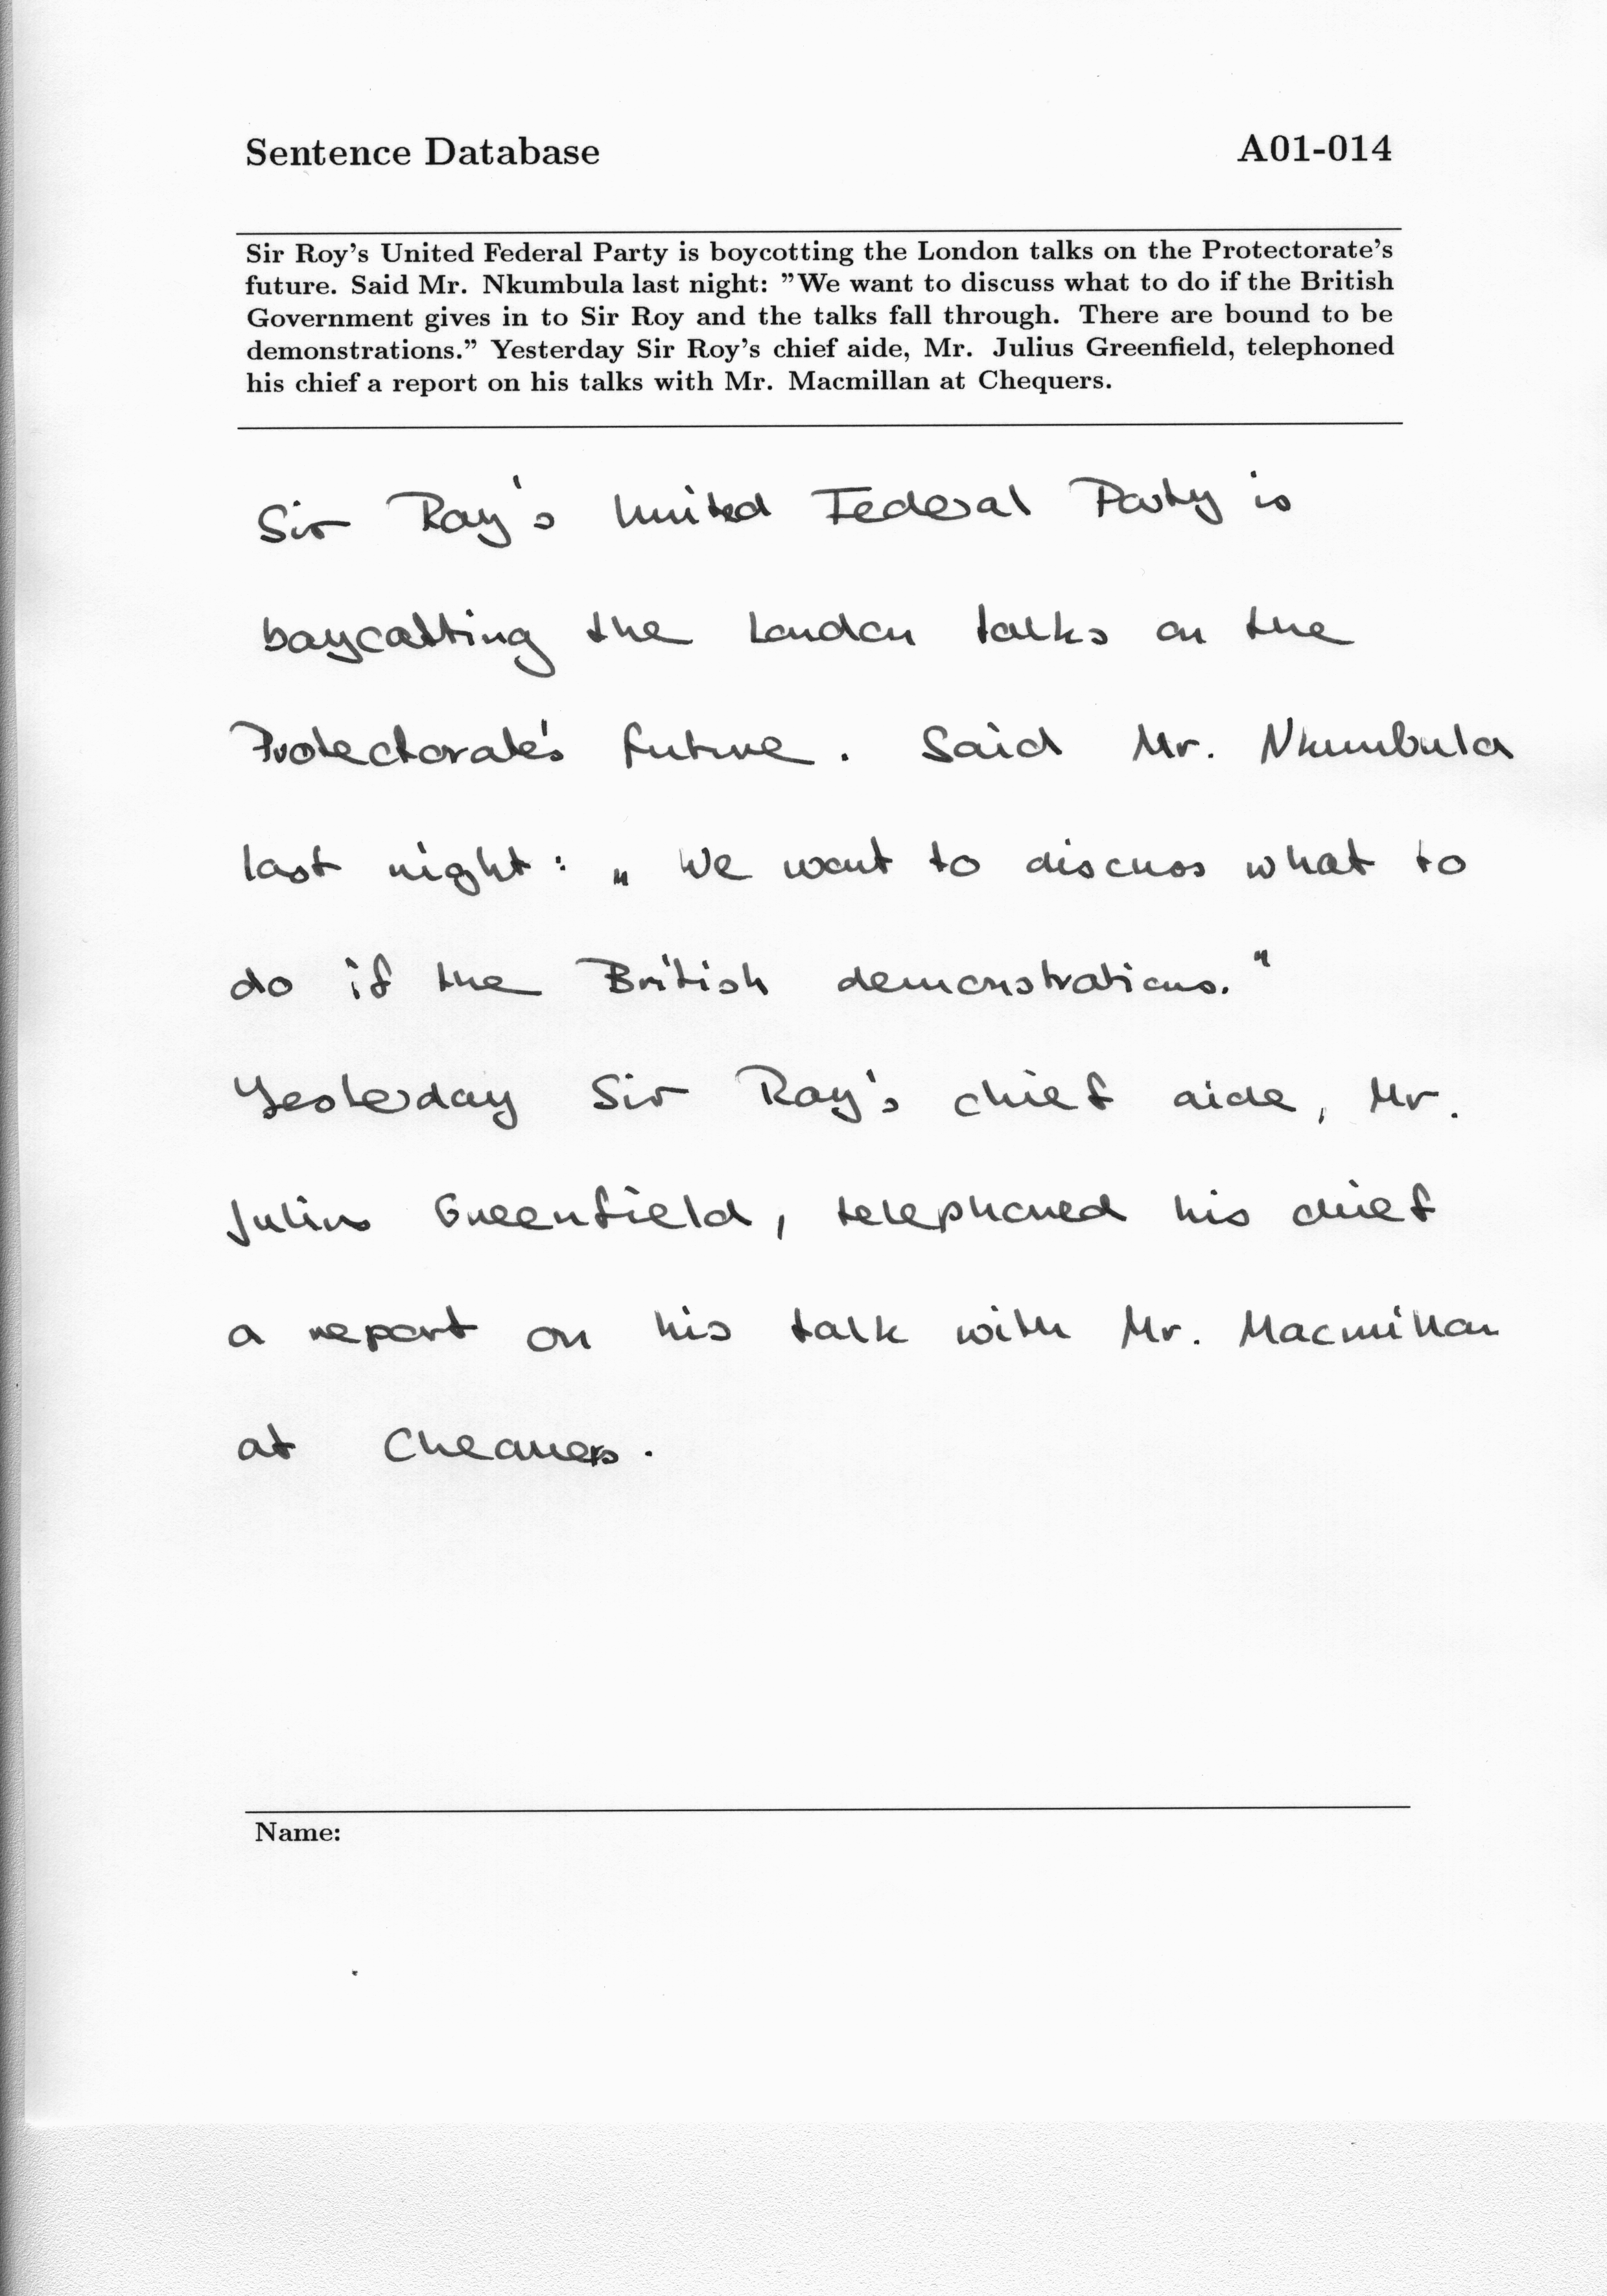 Sentence Database A01-014
Sir Roy's United Federal Party is boycotting the London talks on the Protectorate's
future. Said Mr. Nkumbula last night: "We want to discuss what to do if the British
Government gives in to Sir Roy and the talks fall through. There are bound to be
demonstrations." Yesterday Sir Roy's chief aide, Mr. Julius Greenfield, telephoned
his chief a report on his talks with Mr. Macmillan at Chequers.
Sir Roy's United Federal Party is
boycotting the London talks on the
Protectorate's future. Said Mr. Nkumbula
last night: „We want to discuss what to
do if the British demonstrations."
Yesterday Sir Roy's chief aide, Mr.
Julius Greenfield, telephoned his chief
a report on his talk with Mr. Macmillan
at Chequers.
Name: